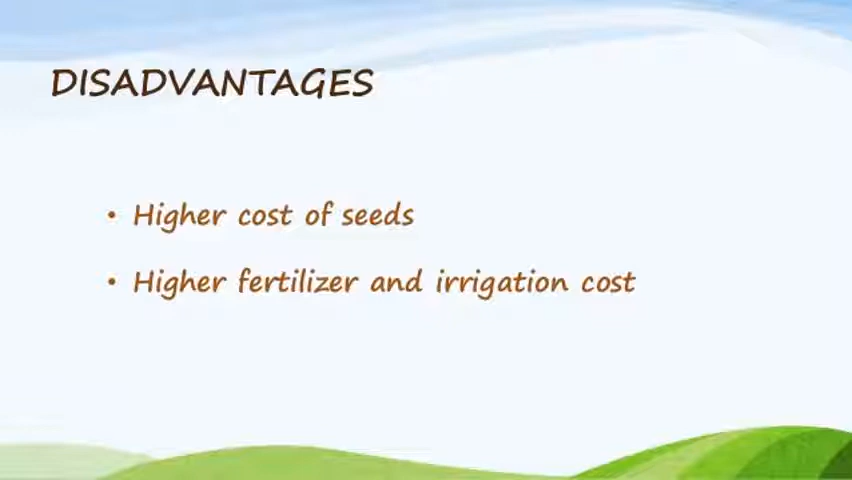 DISADVANTAGES
• Higher cost of seeds
• Higher fertilizer and irrigation cost